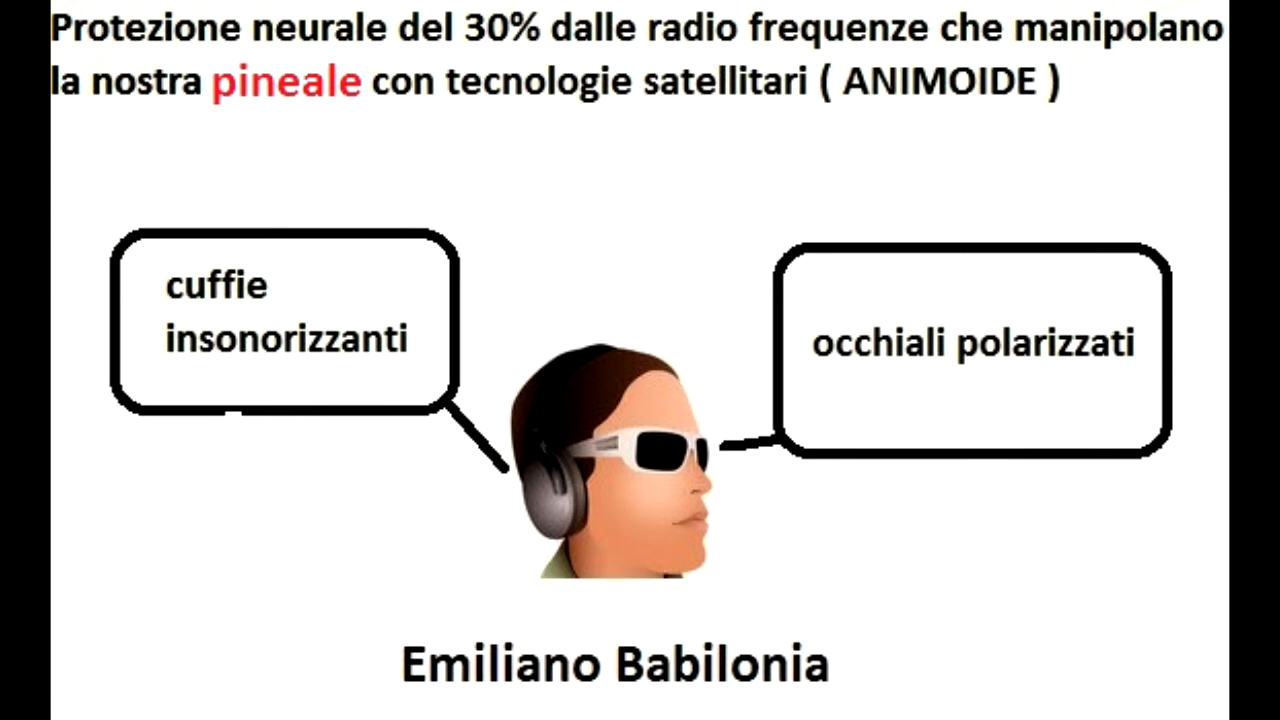 Protezione neurale del 30% dalle radio frequenze che manipolano
la nostra pineale con tecnologie satellitari ( ANIMOIDE )
cuffie
insonorizzanti
occhiali polarizzati
Emiliano Babilonia